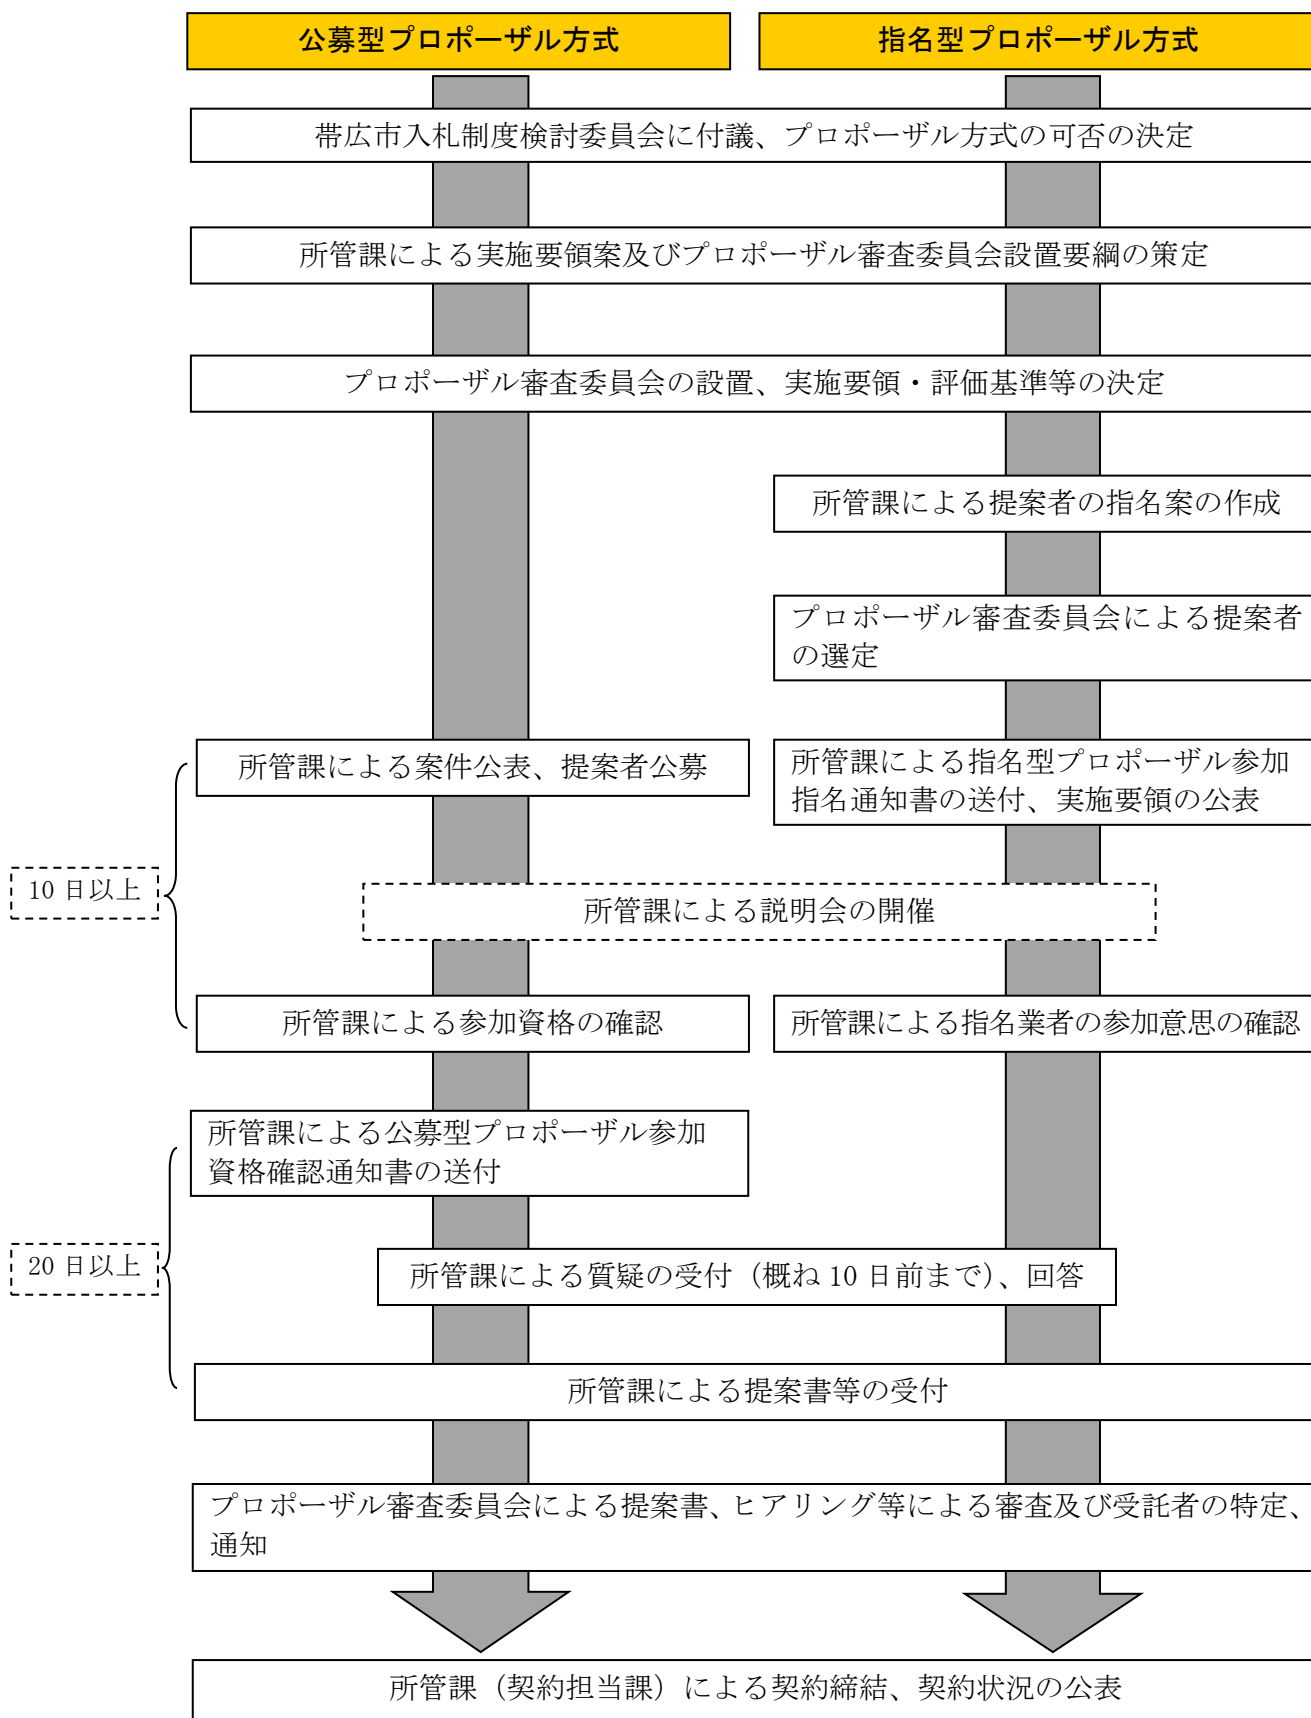 公募型プロポーザル方式
指名型プロポーザル方式
帯広市入札制度検討委員会に付議、プロポーザル方式の可否の決定
所管課による実施要領案及びプロポーザル審査委員会設置要綱の策定
プロポーザル審査委員会の設置、実施要領・評価基準等の決定
所管課による提案者の指名案の作成
プロポーザル審査委員会による提案者
の選定
所管課による案件公表、提案者公募
所管課による指名型プロポーザル参加
指名通知書の送付、実施要領の公表
10 日以上
所管課による説明会の開催
所管課による参加資格の確認
所管課による指名業者の参加意思の確認
所管課による公募型プロポーザル参加
資格確認通知書の送付
20 日以上
所管課による質疑の受付（概ね 10 日前まで）、回答
所管課による提案書等の受付
プロポーザル審査委員会による提案書、ヒアリング等による審査及び受託者の特定、
通知
所管課（契約担当課）による契約締結、契約状況の公表